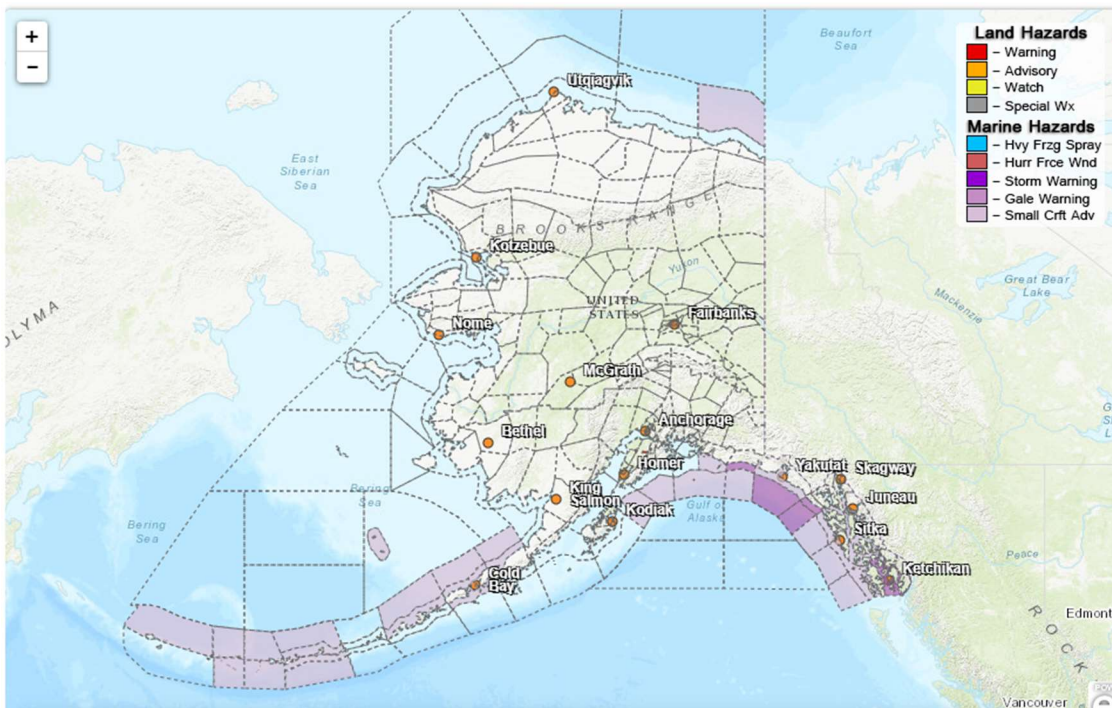 +
−
Land Hazards
– Warning
– Advisory
– Watch
– Special Wx
Marine Hazards
– Hvy Frzg Spray
– Hurr Frce Wnd
– Storm Warning
– Gale Warning
– Small Crft Adv
Beaufort
Sea
Utqiagvik
East
Siberian
Sea
BROOKS RANGE
Kotzebue
Yukon
Great Bear
Lake
Mackenzie
OLYMA
UNITED
STATES
Fairbanks
Nome
McGrath
Anchorage
Bethel
Homer
Yakutat
Skagway
King
Salmon
Bering
Sea
Kodiak
Gulf of
Alaska
Juneau
Sitka
Bering
Sea
Peace
Cold
Bay
Ketchikan
Edmont
ROCK
Vancouver